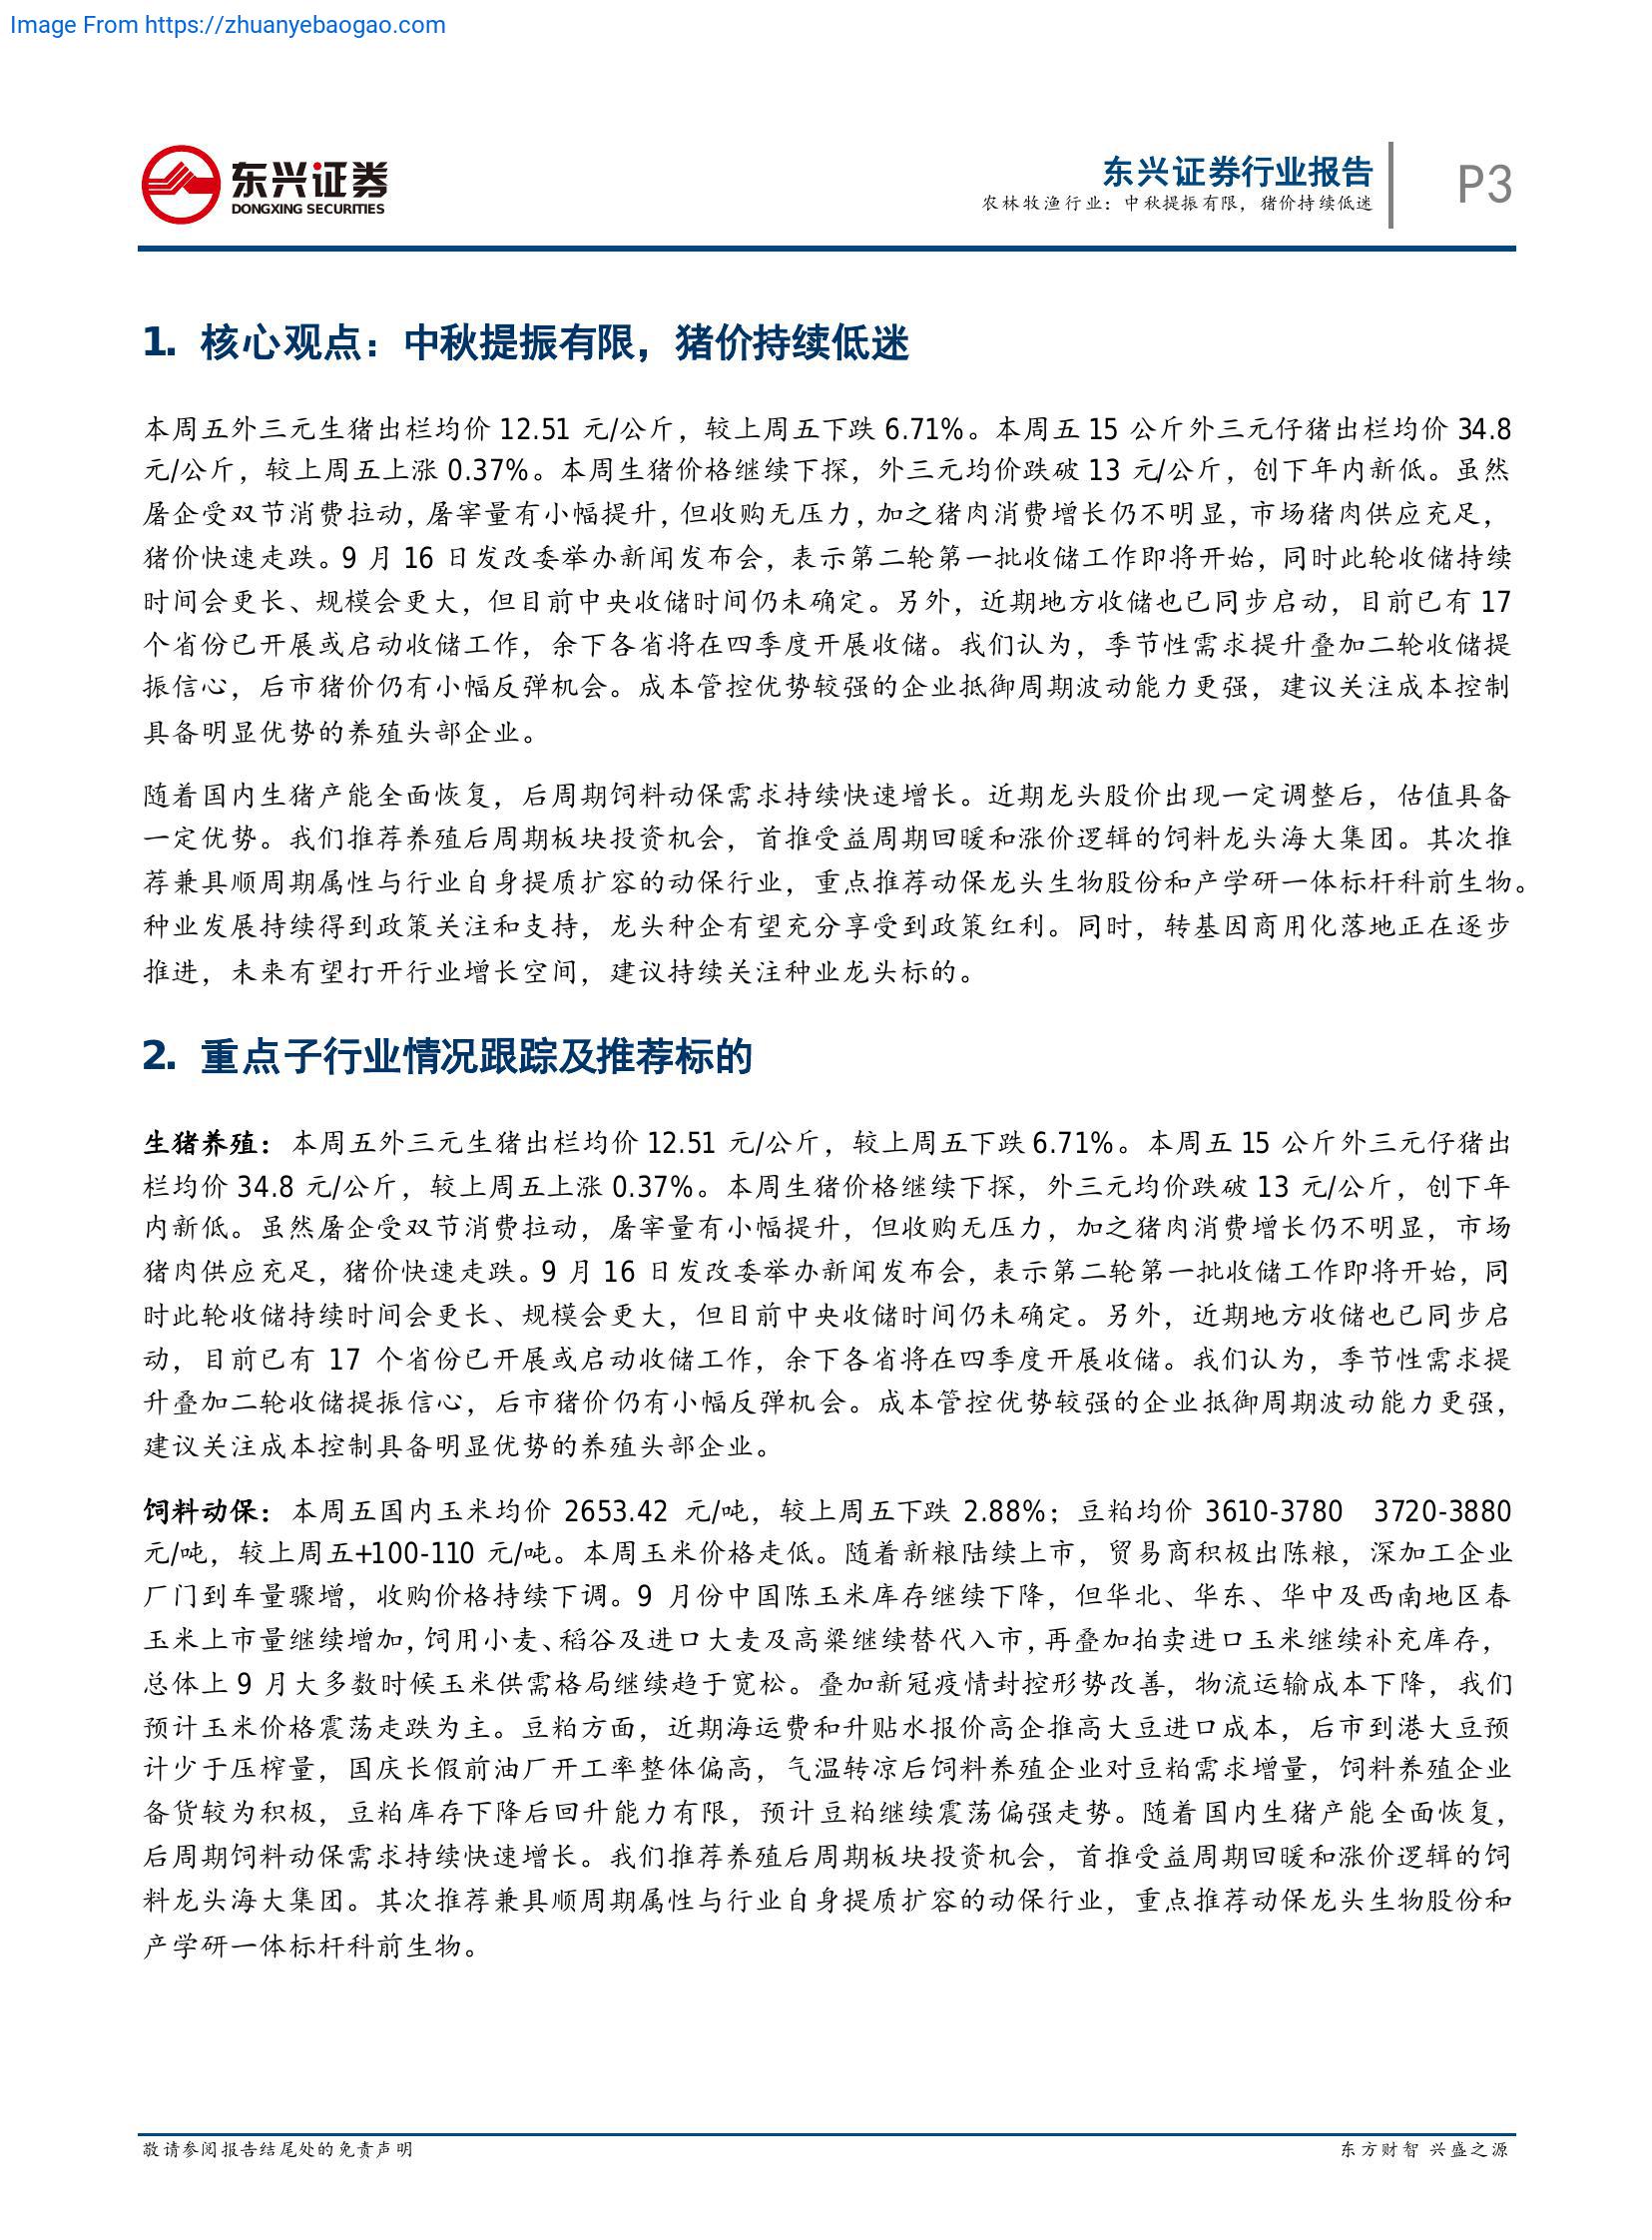 Image From https://zhuanyebaogao.com
东兴证券
DONGXING SECURITIES
东兴证券行业报告
农林牧渔行业：中秋提振有限，猪价持续低迷
P3
1. 核心观点：中秋提振有限，猪价持续低迷
本周五外三元生猪出栏均价 12.51 元/公斤，较上周五下跌 6.71%。本周五 15 公斤外三元仔猪出栏均价 34.8
元/公斤，较上周五上涨 0.37%。本周生猪价格继续下探，外三元均价跌破 13 元/公斤，创下年内新低。虽然
屠企受双节消费拉动，屠宰量有小幅提升，但收购无压力，加之猪肉消费增长仍不明显，市场猪肉供应充足，
猪价快速走跌。9 月 16 日发改委举办新闻发布会，表示第二轮第一批收储工作即将开始，同时此轮收储持续
时间会更长、规模会更大，但目前中央收储时间仍未确定。另外，近期地方收储也已同步启动，目前已有 17
个省份已开展或启动收储工作，余下各省将在四季度开展收储。我们认为，季节性需求提升叠加二轮收储提
振信心，后市猪价仍有小幅反弹机会。成本管控优势较强的企业抵御周期波动能力更强，建议关注成本控制
具备明显优势的养殖头部企业。
随着国内生猪产能全面恢复，后周期饲料动保需求持续快速增长。近期龙头股价出现一定调整后，估值具备
一定优势。我们推荐养殖后周期板块投资机会，首推受益周期回暖和涨价逻辑的饲料龙头海大集团。其次推
荐兼具顺周期属性与行业自身提质扩容的动保行业，重点推荐动保龙头生物股份和产学研一体标杆科前生物。
种业发展持续得到政策关注和支持，龙头种企有望充分享受到政策红利。同时，转基因商用化落地正在逐步
推进，未来有望打开行业增长空间，建议持续关注种业龙头标的。
2. 重点子行业情况跟踪及推荐标的
生猪养殖：本周五外三元生猪出栏均价 12.51 元/公斤，较上周五下跌 6.71%。本周五 15 公斤外三元仔猪出
栏均价 34.8 元/公斤，较上周五上涨 0.37%。本周生猪价格继续下探，外三元均价跌破 13 元/公斤，创下年
内新低。虽然屠企受双节消费拉动，屠宰量有小幅提升，但收购无压力，加之猪肉消费增长仍不明显，市场
猪肉供应充足，猪价快速走跌。9 月 16 日发改委举办新闻发布会，表示第二轮第一批收储工作即将开始，同
时此轮收储持续时间会更长、规模会更大，但目前中央收储时间仍未确定。另外，近期地方收储也已同步启
动，目前已有 17 个省份已开展或启动收储工作，余下各省将在四季度开展收储。我们认为，季节性需求提
升叠加二轮收储提振信心，后市猪价仍有小幅反弹机会。成本管控优势较强的企业抵御周期波动能力更强，
建议关注成本控制具备明显优势的养殖头部企业。
饲料动保：本周五国内玉米均价 2653.42 元/吨，较上周五下跌 2.88%；豆粕均价 3610-3780 3720-3880
元/吨，较上周五+100-110 元/吨。本周玉米价格走低。随着新粮陆续上市，贸易商积极出陈粮，深加工企业
厂门到车量骤增，收购价格持续下调。9 月份中国陈玉米库存继续下降，但华北、华东、华中及西南地区春
玉米上市量继续增加，饲用小麦、稻谷及进口大麦及高粱继续替代入市，再叠加拍卖进口玉米继续补充库存，
总体上 9 月大多数时候玉米供需格局继续趋于宽松。叠加新冠疫情封控形势改善，物流运输成本下降，我们
预计玉米价格震荡走跌为主。豆粕方面，近期海运费和升贴水报价高企推高大豆进口成本，后市到港大豆预
计少于压榨量，国庆长假前油厂开工率整体偏高，气温转凉后饲料养殖企业对豆粕需求增量，饲料养殖企业
备货较为积极，豆粕库存下降后回升能力有限，预计豆粕继续震荡偏强走势。随着国内生猪产能全面恢复，
后周期饲料动保需求持续快速增长。我们推荐养殖后周期板块投资机会，首推受益周期回暖和涨价逻辑的饲
料龙头海大集团。其次推荐兼具顺周期属性与行业自身提质扩容的动保行业，重点推荐动保龙头生物股份和
产学研一体标杆科前生物。
敬请参阅报告结尾处的免责声明
东方财智 兴盛之源